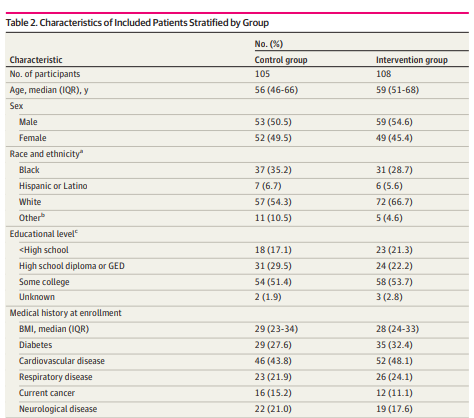 Table 2. Characteristics of Included Patients Stratified by Group
No. (%)
Characteristic Control group Intervention group
No. of participants 105 108
Age, median (IQR), y 56 (46-66) 59 (51-68)
Sex
Male 53 (50.5) 59 (54.6)
Female 52 (49.5) 49 (45.4)
Race and ethnicityᵃ
Black 37 (35.2) 31 (28.7)
Hispanic or Latino 7 (6.7) 6 (5.6)
White 57 (54.3) 72 (66.7)
Otherᵇ 11 (10.5) 5 (4.6)
Educational levelᶜ
<High school 18 (17.1) 23 (21.3)
High school diploma or GED 31 (29.5) 24 (22.2)
Some college 54 (51.4) 58 (53.7)
Unknown 2 (1.9) 3 (2.8)
Medical history at enrollment
BMI, median (IQR) 29 (23-34) 28 (24-33)
Diabetes 29 (27.6) 35 (32.4)
Cardiovascular disease 46 (43.8) 52 (48.1)
Respiratory disease 23 (21.9) 26 (24.1)
Current cancer 16 (15.2) 12 (11.1)
Neurological disease 22 (21.0) 19 (17.6)